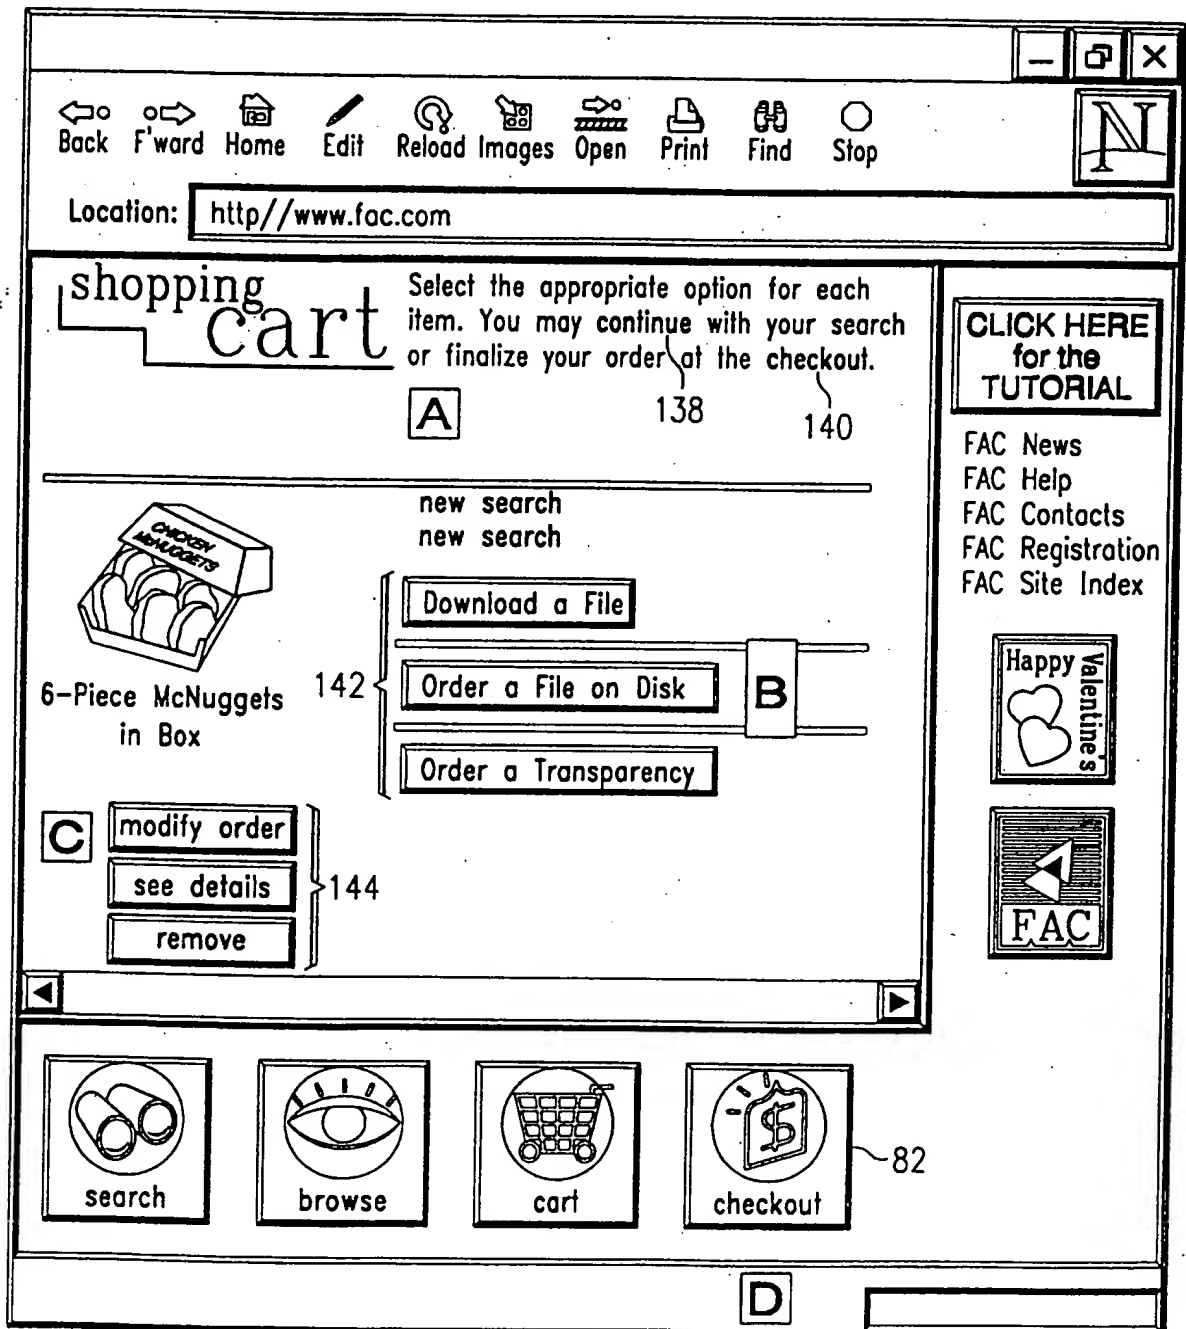 Back F'ward Home Edit Reload Images Open Print Find Stop
N
Location: http//www.fac.com
shopping
cart
Select the appropriate option for each
item. You may continue with your search
or finalize your order at the checkout.
A
138
140
CLICK HERE
for the
TUTORIAL
FAC News
FAC Help
FAC Contacts
FAC Registration
FAC Site Index
new search
new search
CHICKEN
McNUGGETS
6-Piece McNuggets
in Box
142
Download a File
Order a File on Disk
B
Order a Transparency
Happy Valentine's
C
modify order
see details
remove
144
FAC
search
browse
cart
$
checkout
82
D